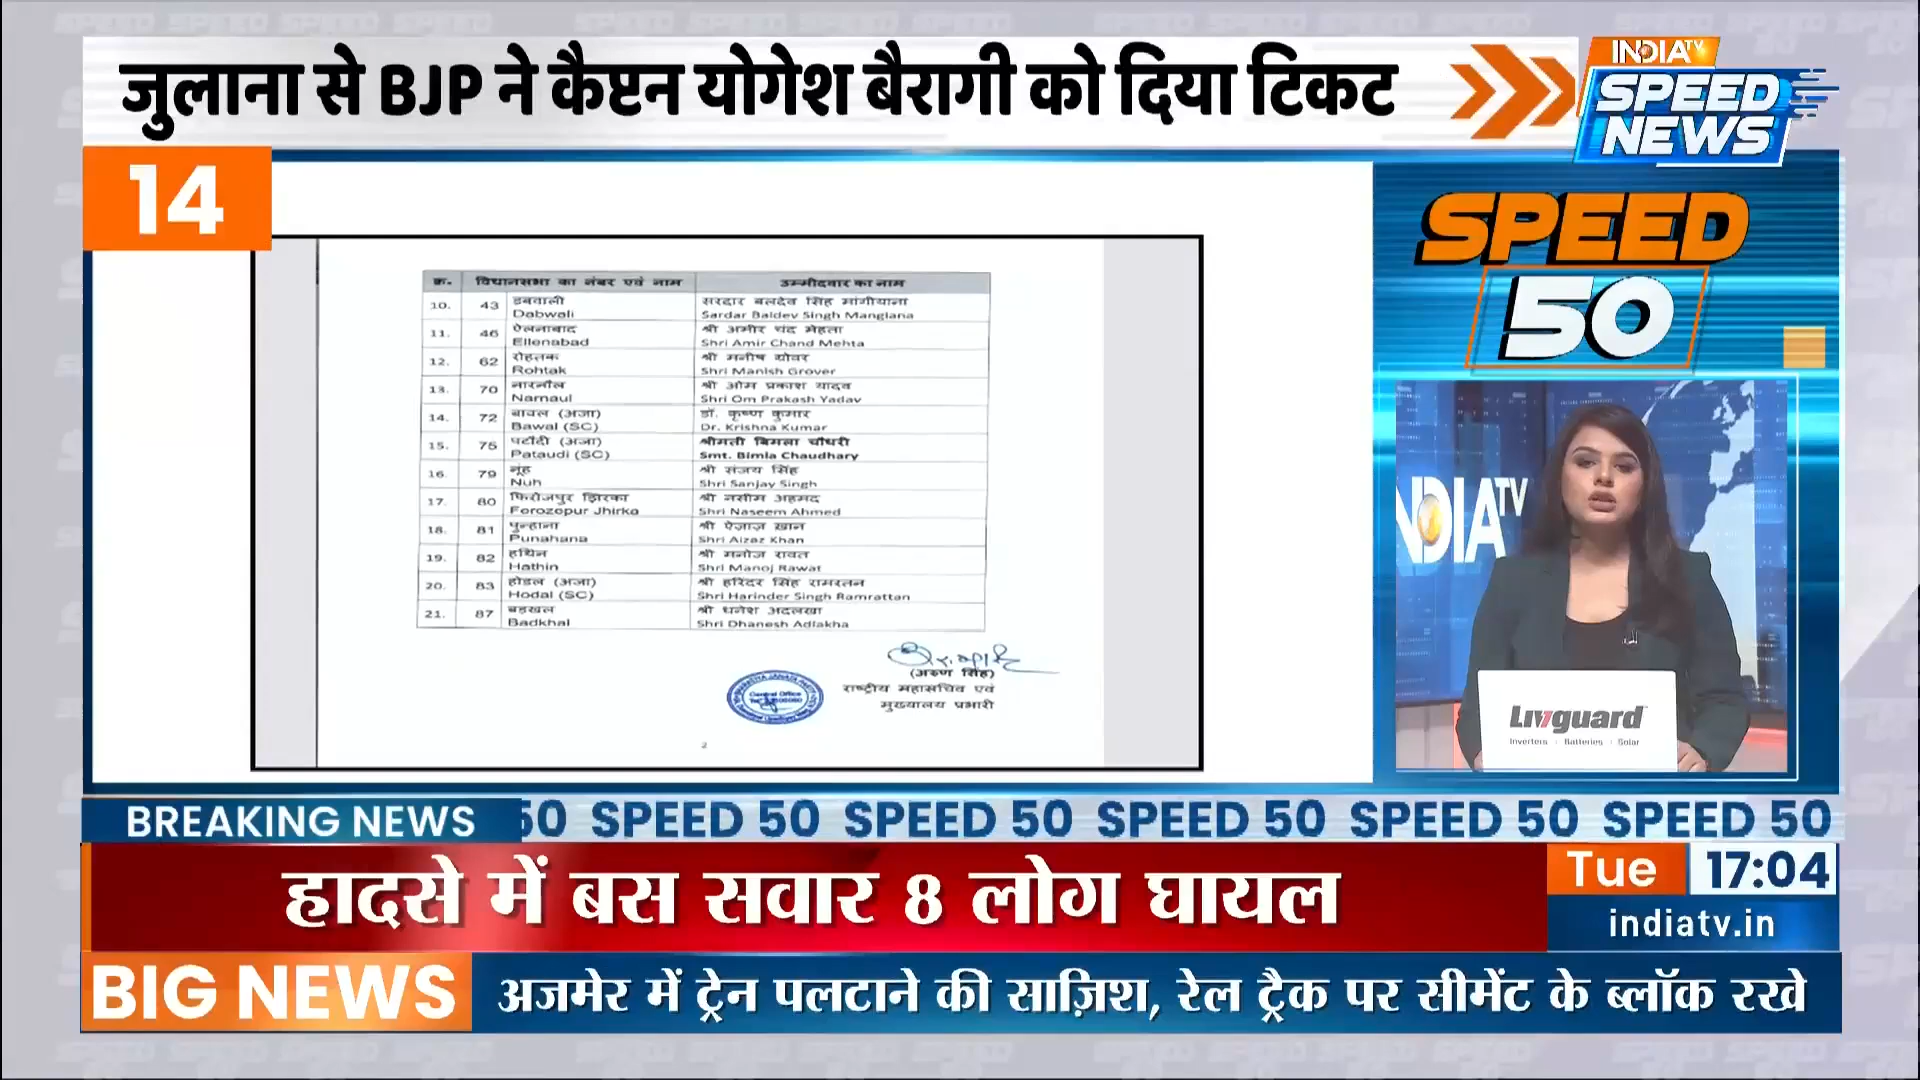 जुलाना से BJP ने कैप्टन योगेश बैरागी को दिया टिकट
INDIA TV
SPEED
NEWS
14
SPEED
50
क्र. विधानसभा का नंबर एवं नाम उम्मीदवार का नाम
10. 43 डबवाली सरदार बलदेव सिंह मांगीयाना
Dabwali Sardar Baldev Singh Mangiana
11. 46 ऐलनाबाद श्री अमीर चंद मेहता
Ellenabad Shri Amir Chand Mehta
12. 62 रोहतक श्री मनीष ग्रोवर
Rohtak Shri Manish Grover
13. 70 नारनौल श्री ओम प्रकाश यादव
Narnaul Shri Om Prakash Yadav
14. 72 बावल (अजा) डॉ. कृष्ण कुमार
Bawal (SC) Dr. Krishna Kumar
15. 75 पटौदी (अजा) श्रीमती बिमला चौधरी
Pataudi (SC) Smt. Bimla Chaudhary
16. 79 नूंह श्री संजय सिंह
Nuh Shri Sanjay Singh
17. 80 फिरोजपुर झिरका श्री नसीम अहमद
Ferozepur Jhirka Shri Naseem Ahmed
18. 81 पुन्हाना श्री ऐज़ाज़ खान
Punahana Shri Aizaz Khan
19. 82 हथिन श्री मनोज रावत
Hathin Shri Manoj Rawat
20. 83 होडल (अजा) श्री हरिंदर सिंह रामरतन
Hodal (SC) Shri Harinder Singh Ramrattan
21. 87 बड़खल श्री धनेश अदलखा
Badkhal Shri Dhanesh Adlakha
(अरुण सिंह)
राष्ट्रीय महासचिव एवं
मुख्यालय प्रभारी
Central Office
2
INDIA TV
Livguard
Inverters Batteries Solar
BREAKING NEWS 50 SPEED 50 SPEED 50 SPEED 50 SPEED 50 SPEED 50
हादसे में बस सवार 8 लोग घायल
Tue 17:04
indiatv.in
BIG NEWS अजमेर में ट्रेन पलटाने की साज़िश, रेल ट्रैक पर सीमेंट के ब्लॉक रखे